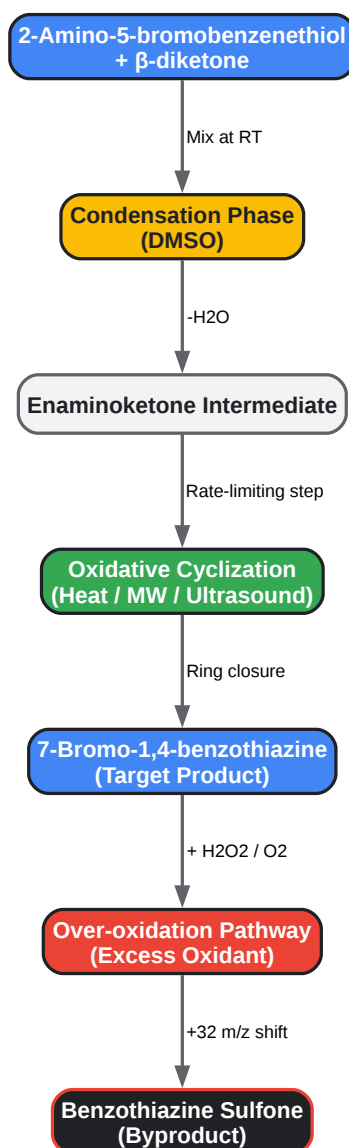 2-Amino-5-bromobenzenethiol
+ β-diketone
Mix at RT
Condensation Phase
(DMSO)
-H2O
Enaminoketone Intermediate
Rate-limiting step
Oxidative Cyclization
(Heat / MW / Ultrasound)
Ring closure
7-Bromo-1,4-benzothiazine
(Target Product)
+ H2O2 / O2
Over-oxidation Pathway
(Excess Oxidant)
+32 m/z shift
Benzothiazine Sulfone
(Byproduct)